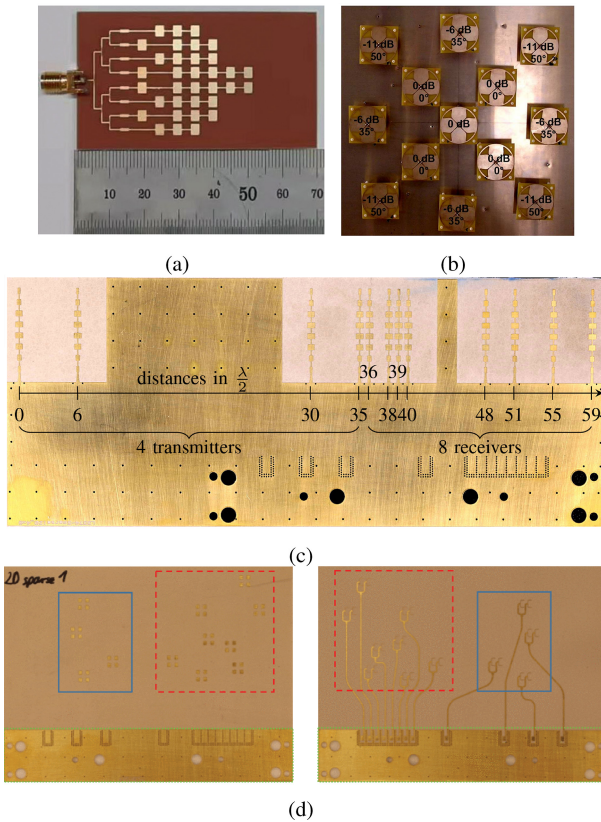 10 20 30 40 50 60 70
(a)
-11 dB
50°
-6 dB
35°
-11 dB
50°
0 dB
0°
0 dB
0°
-6 dB
35°
0 dB
-6 dB
35°
0 dB
0°
0 dB
0°
-11 dB
50°
-6 dB
35°
-11 dB
50°
(b)
36 39
distances in λ/2
0 6 30 35 38 40 48 51 55 59
4 transmitters 8 receivers
(c)
2D sparse 1
(d)